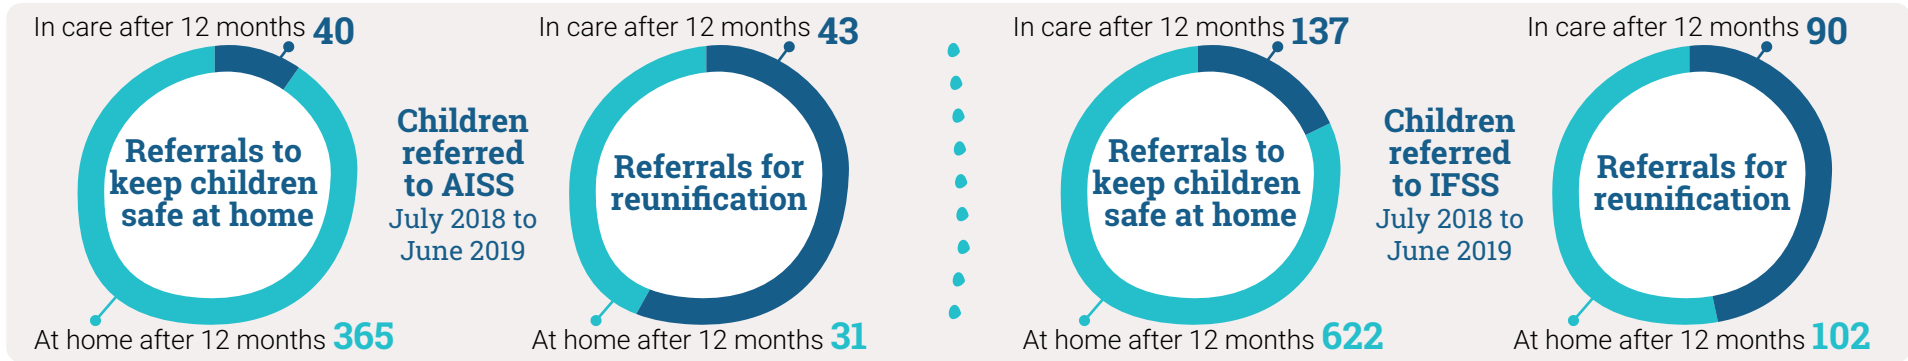 In care after 12 months 40
Referrals to
keep children
safe at home
At home after 12 months 365
Children
referred
to AISS
July 2018 to
June 2019
In care after 12 months 43
Referrals for
reunification
At home after 12 months 31
In care after 12 months 137
Referrals to
keep children
safe at home
At home after 12 months 622
Children
referred
to IFSS
July 2018 to
June 2019
In care after 12 months 90
Referrals for
reunification
At home after 12 months 102